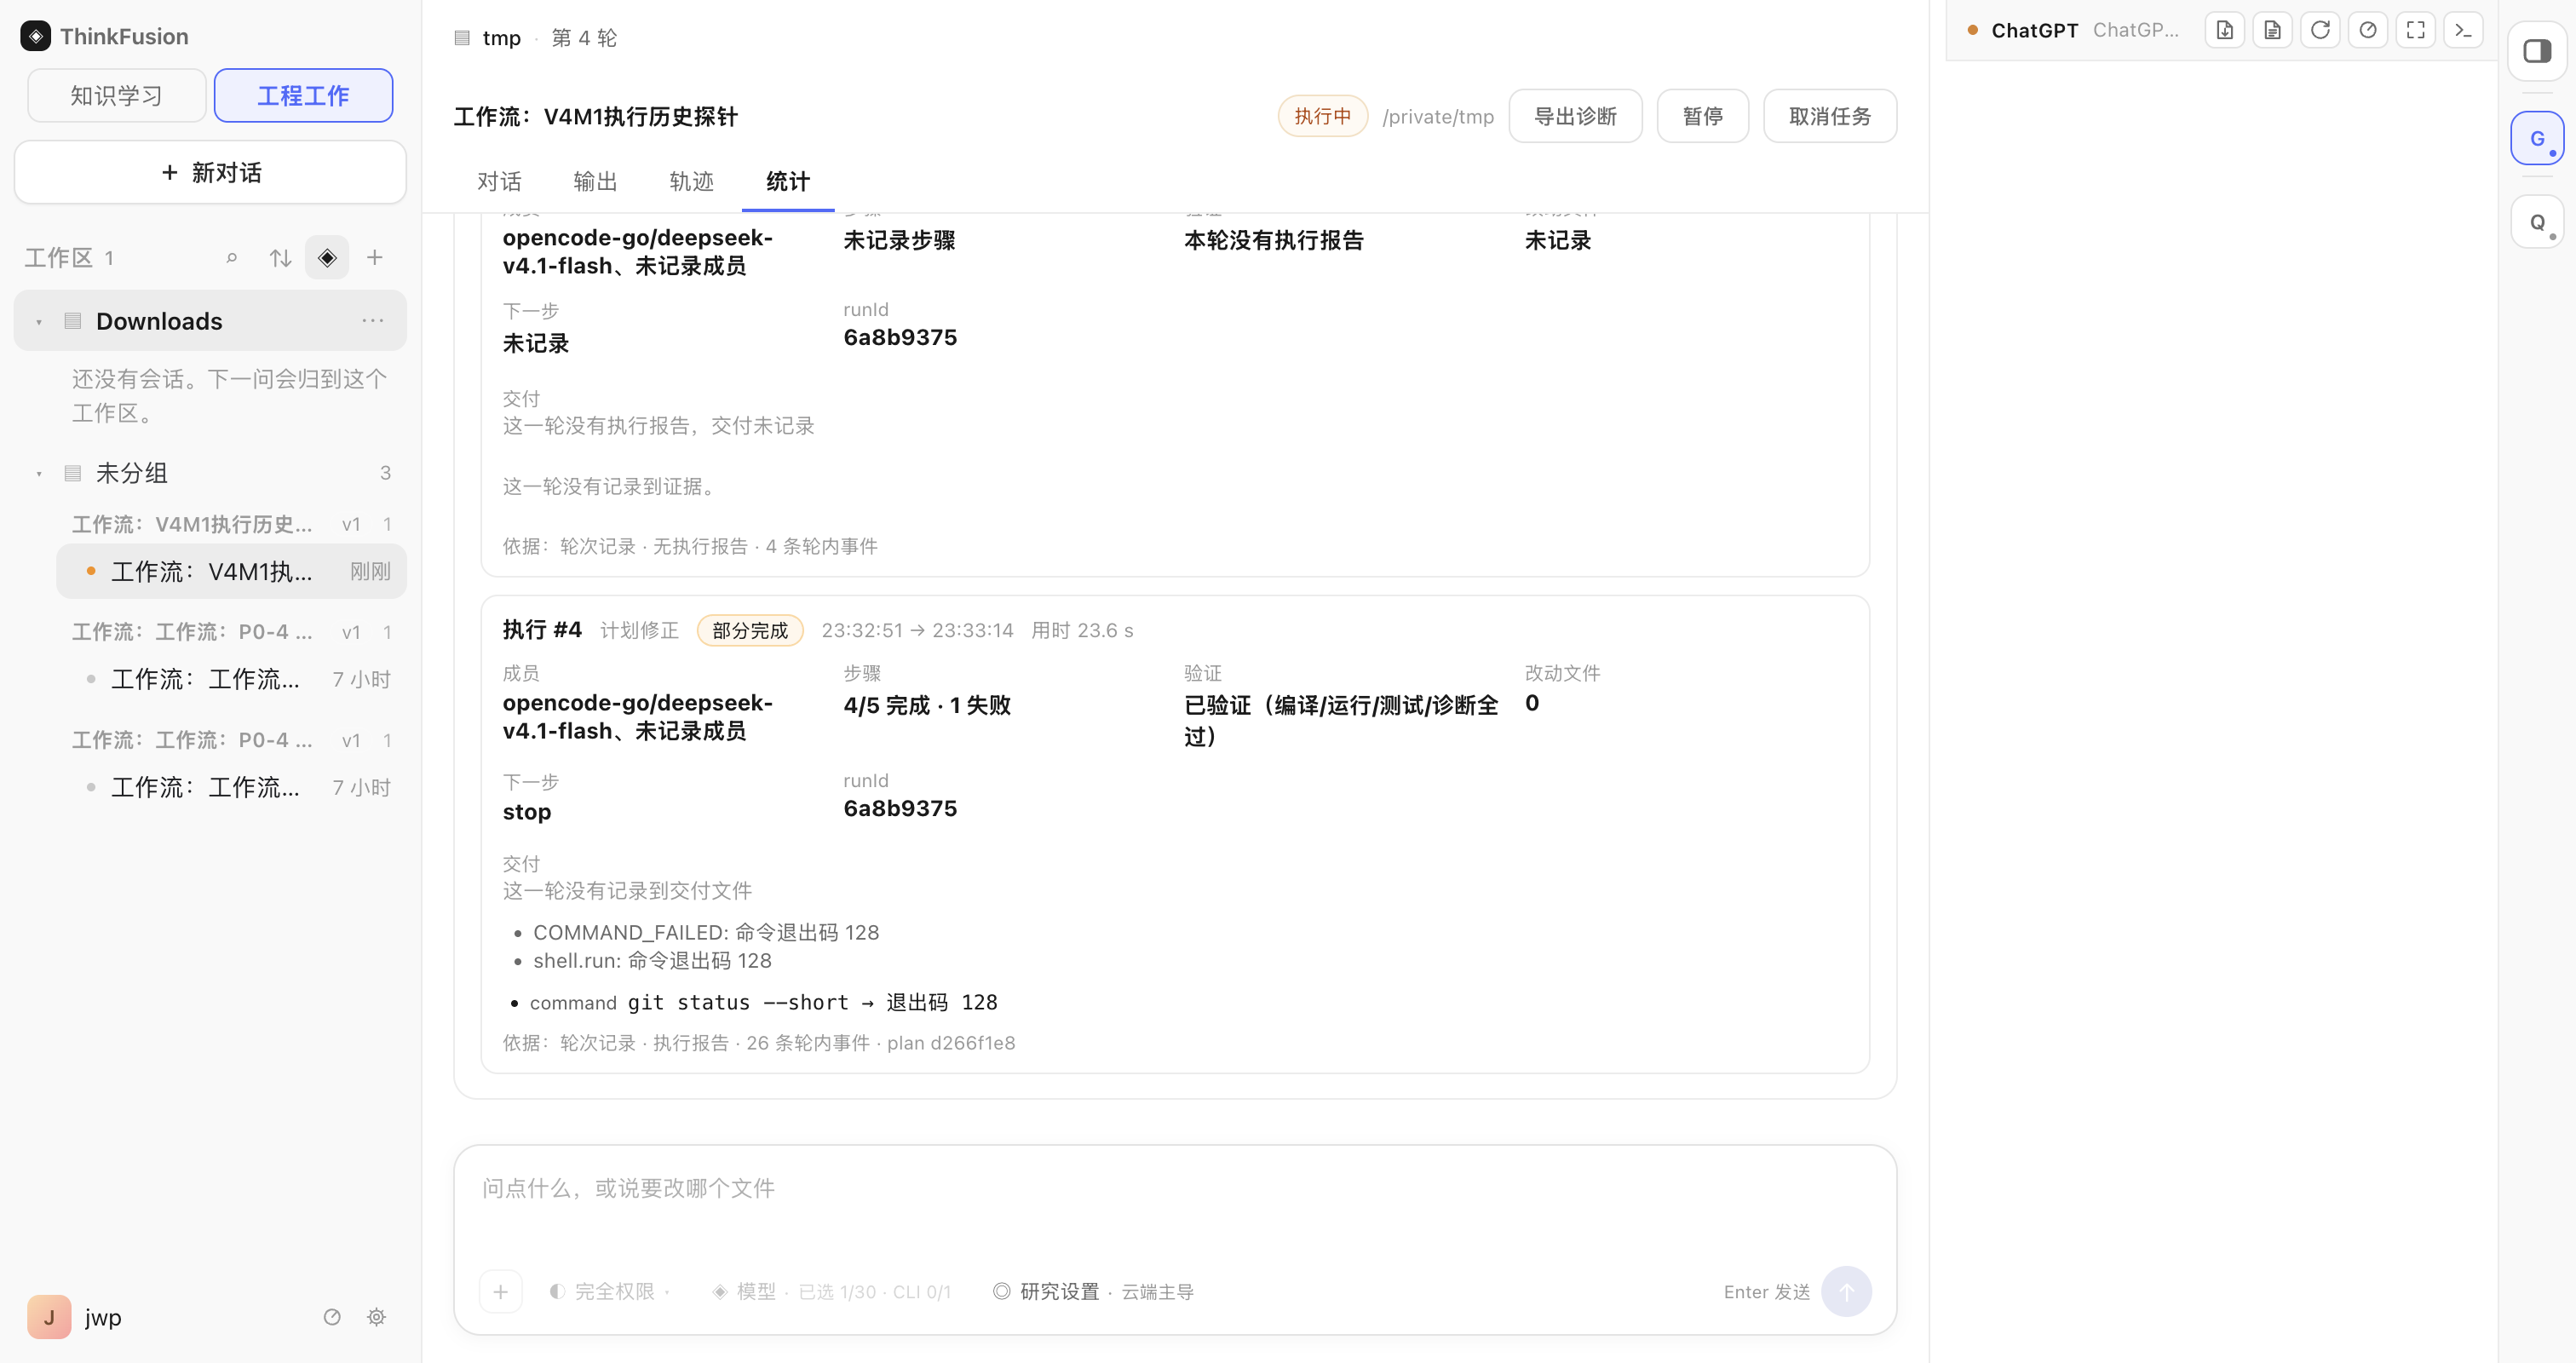 ThinkFusion
知识学习
工程工作
+ 新对话
工作区 1
Downloads
还没有会话。下一问会归到这个
工作区。
未分组 3
工作流：V4M1执行历史... v1 1
工作流：V4M1执... 刚刚
工作流：工作流：P0-4 ... v1 1
工作流：工作流... 7 小时
工作流：工作流：P0-4 ... v1 1
工作流：工作流... 7 小时
J jwp
tmp · 第 4 轮
工作流：V4M1执行历史探针
执行中 /private/tmp 导出诊断 暂停 取消任务
对话 输出 轨迹 统计
opencode-go/deepseek-
v4.1-flash、未记录成员
未记录步骤
本轮没有执行报告
未记录
下一步
未记录
runId
6a8b9375
交付
这一轮没有执行报告，交付未记录
这一轮没有记录到证据。
依据：轮次记录 · 无执行报告 · 4 条轮内事件
执行 #4 计划修正 部分完成 23:32:51 → 23:33:14 用时 23.6 s
成员
opencode-go/deepseek-
v4.1-flash、未记录成员
步骤
4/5 完成 · 1 失败
验证
已验证（编译/运行/测试/诊断全
过）
改动文件
0
下一步
stop
runId
6a8b9375
交付
这一轮没有记录到交付文件
• COMMAND_FAILED: 命令退出码 128
• shell.run: 命令退出码 128
• command git status --short → 退出码 128
依据：轮次记录 · 执行报告 · 26 条轮内事件 · plan d266f1e8
问点什么，或说要改哪个文件
+ 完全权限 · 模型 · 已选 1/30 · CLI 0/1 研究设置 · 云端主导
Enter 发送
ChatGPT ChatGP...
G
Q